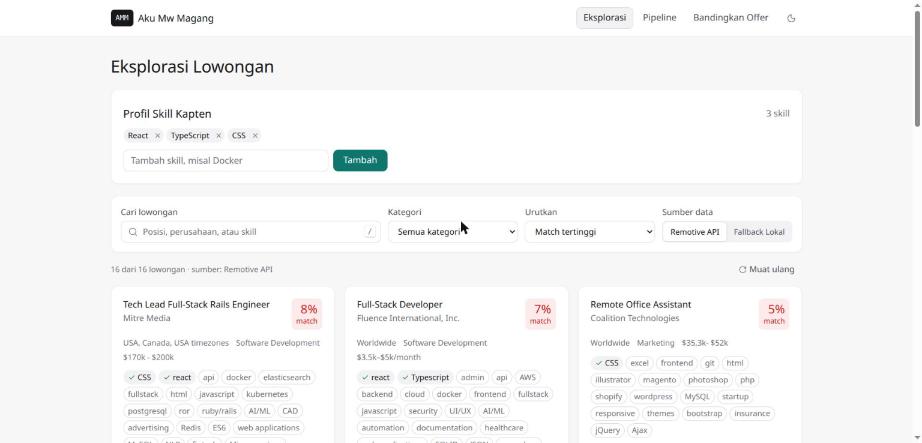 AMM Aku Mw Magang
Eksplorasi Pipeline Bandingkan Offer
Eksplorasi Lowongan
Profil Skill Kapten 3 skill
React × TypeScript × CSS ×
Tambah skill, misal Docker Tambah
Cari lowongan Kategori Urutkan Sumber data
Posisi, perusahaan, atau skill / Semua kategori Match tertinggi Remotive API Fallback Lokal
16 dari 16 lowongan · sumber: Remotive API Muat ulang
Tech Lead Full-Stack Rails Engineer
Mitre Media
8%
match
USA, Canada, USA timezones Software Development
$170k - $200k
✓ CSS ✓ react api docker elasticsearch
fullstack html javascript kubernetes
postgresql ror ruby/rails AI/ML CAD
advertising Redis ES6 web applications
Full-Stack Developer
Fluence International, Inc.
7%
match
Worldwide Software Development
$3.5k-$5k/month
✓ react ✓ Typescript admin api AWS
backend cloud docker frontend fullstack
javascript security UI/UX AI/ML
automation documentation healthcare
Remote Office Assistant
Coalition Technologies
5%
match
Worldwide Marketing $35,3k- $52k
✓ CSS excel frontend git html
illustrator magento photoshop php
shopify wordpress MySQL startup
responsive themes bootstrap insurance
jQuery Ajax